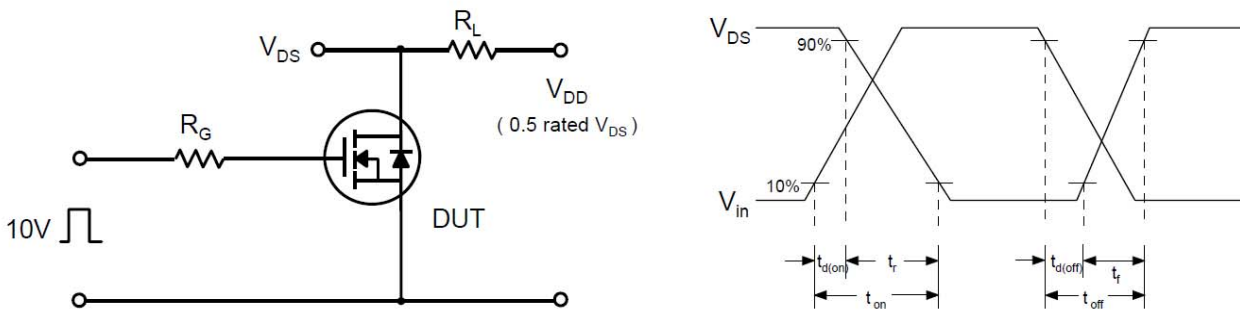 R_L
V_DS
V_DD
( 0.5 rated V_DS )
R_G
DUT
10V
V_DS
90%
10%
V_in
t_d(on)
t_r
t_on
t_d(off)
t_f
t_off